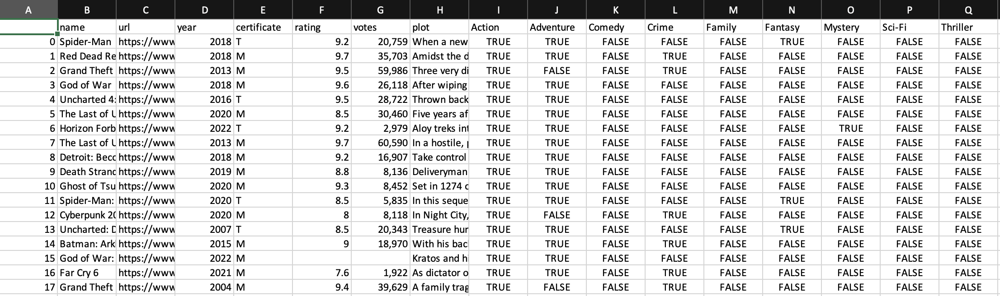 A B C D E F G H I J K L M N O P Q
name url year certificate rating votes plot Action Adventure Comedy Crime Family Fantasy Mystery Sci-Fi Thriller
0 Spider-Man https://www 2018 T 9.2 20,759 When a new TRUE TRUE FALSE FALSE FALSE TRUE FALSE FALSE FALSE
1 Red Dead Re https://www 2018 M 9.7 35,703 Amidst the d TRUE TRUE FALSE TRUE FALSE FALSE FALSE FALSE FALSE
2 Grand Theft https://www 2013 M 9.5 59,986 Three very di TRUE FALSE FALSE TRUE FALSE FALSE FALSE FALSE FALSE
3 God of War https://www 2018 M 9.6 26,118 After wiping TRUE TRUE FALSE FALSE FALSE FALSE FALSE FALSE FALSE
4 Uncharted 4: https://www 2016 T 9.5 28,722 Thrown back TRUE TRUE FALSE FALSE FALSE FALSE FALSE FALSE FALSE
5 The Last of U https://www 2020 M 8.5 30,460 Five years af TRUE TRUE FALSE FALSE FALSE FALSE FALSE FALSE FALSE
6 Horizon Forb https://www 2022 T 9.2 2,979 Aloy treks int TRUE TRUE FALSE FALSE FALSE FALSE TRUE FALSE FALSE
7 The Last of U https://www 2013 M 9.7 60,590 In a hostile, TRUE TRUE FALSE FALSE FALSE FALSE FALSE FALSE FALSE
8 Detroit: Bec https://www 2018 M 9.2 16,907 Take control TRUE TRUE FALSE FALSE FALSE FALSE FALSE FALSE FALSE
9 Death Stran https://www 2019 M 8.8 8,136 Deliveryman TRUE TRUE FALSE FALSE FALSE FALSE FALSE FALSE FALSE
10 Ghost of Tsu https://www 2020 M 9.3 8,452 Set in 1274 TRUE TRUE FALSE FALSE FALSE FALSE FALSE FALSE FALSE
11 Spider-Man: https://www 2020 T 8.5 5,835 In this seque TRUE TRUE FALSE FALSE FALSE TRUE FALSE FALSE FALSE
12 Cyberpunk 20 https://www 2020 M 8 8,118 In Night City, TRUE FALSE FALSE TRUE FALSE FALSE FALSE FALSE FALSE
13 Uncharted: D https://www 2007 T 8.5 20,343 Treasure hun TRUE TRUE FALSE FALSE FALSE TRUE FALSE FALSE FALSE
14 Batman: Ark https://www 2015 M 9 18,970 With his bac TRUE TRUE FALSE TRUE FALSE FALSE FALSE FALSE FALSE
15 God of War: https://www 2022 M Kratos and hi TRUE TRUE FALSE FALSE FALSE FALSE FALSE FALSE FALSE
16 Far Cry 6 https://www 2021 M 7.6 1,922 As dictator o TRUE TRUE FALSE TRUE FALSE FALSE FALSE FALSE FALSE
17 Grand Theft https://www 2004 M 9.4 39,629 A family trag TRUE FALSE FALSE TRUE FALSE FALSE FALSE FALSE FALSE